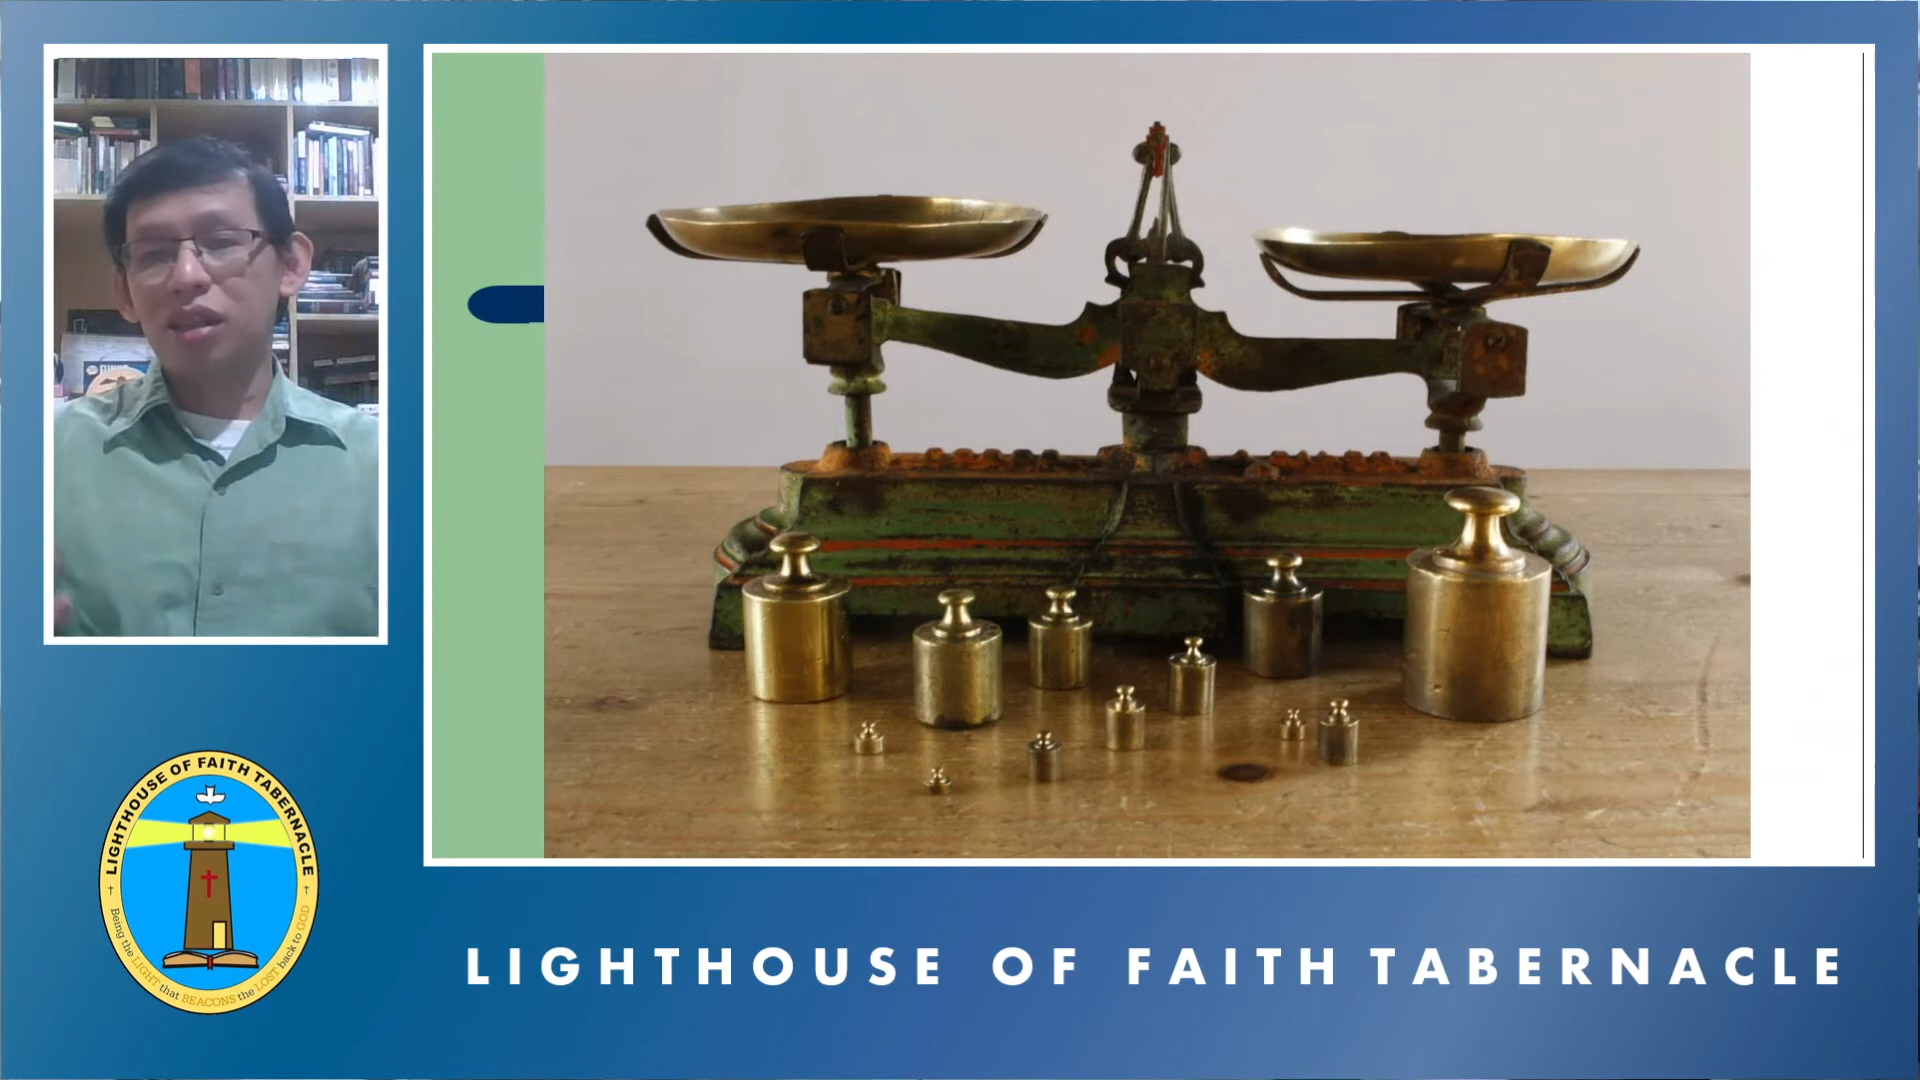 LIGHTHOUSE OF FAITH TABERNACLE
Being the LIGHT that BEACONS the LOST back to GOD
LIGHTHOUSE OF FAITH TABERNACLE